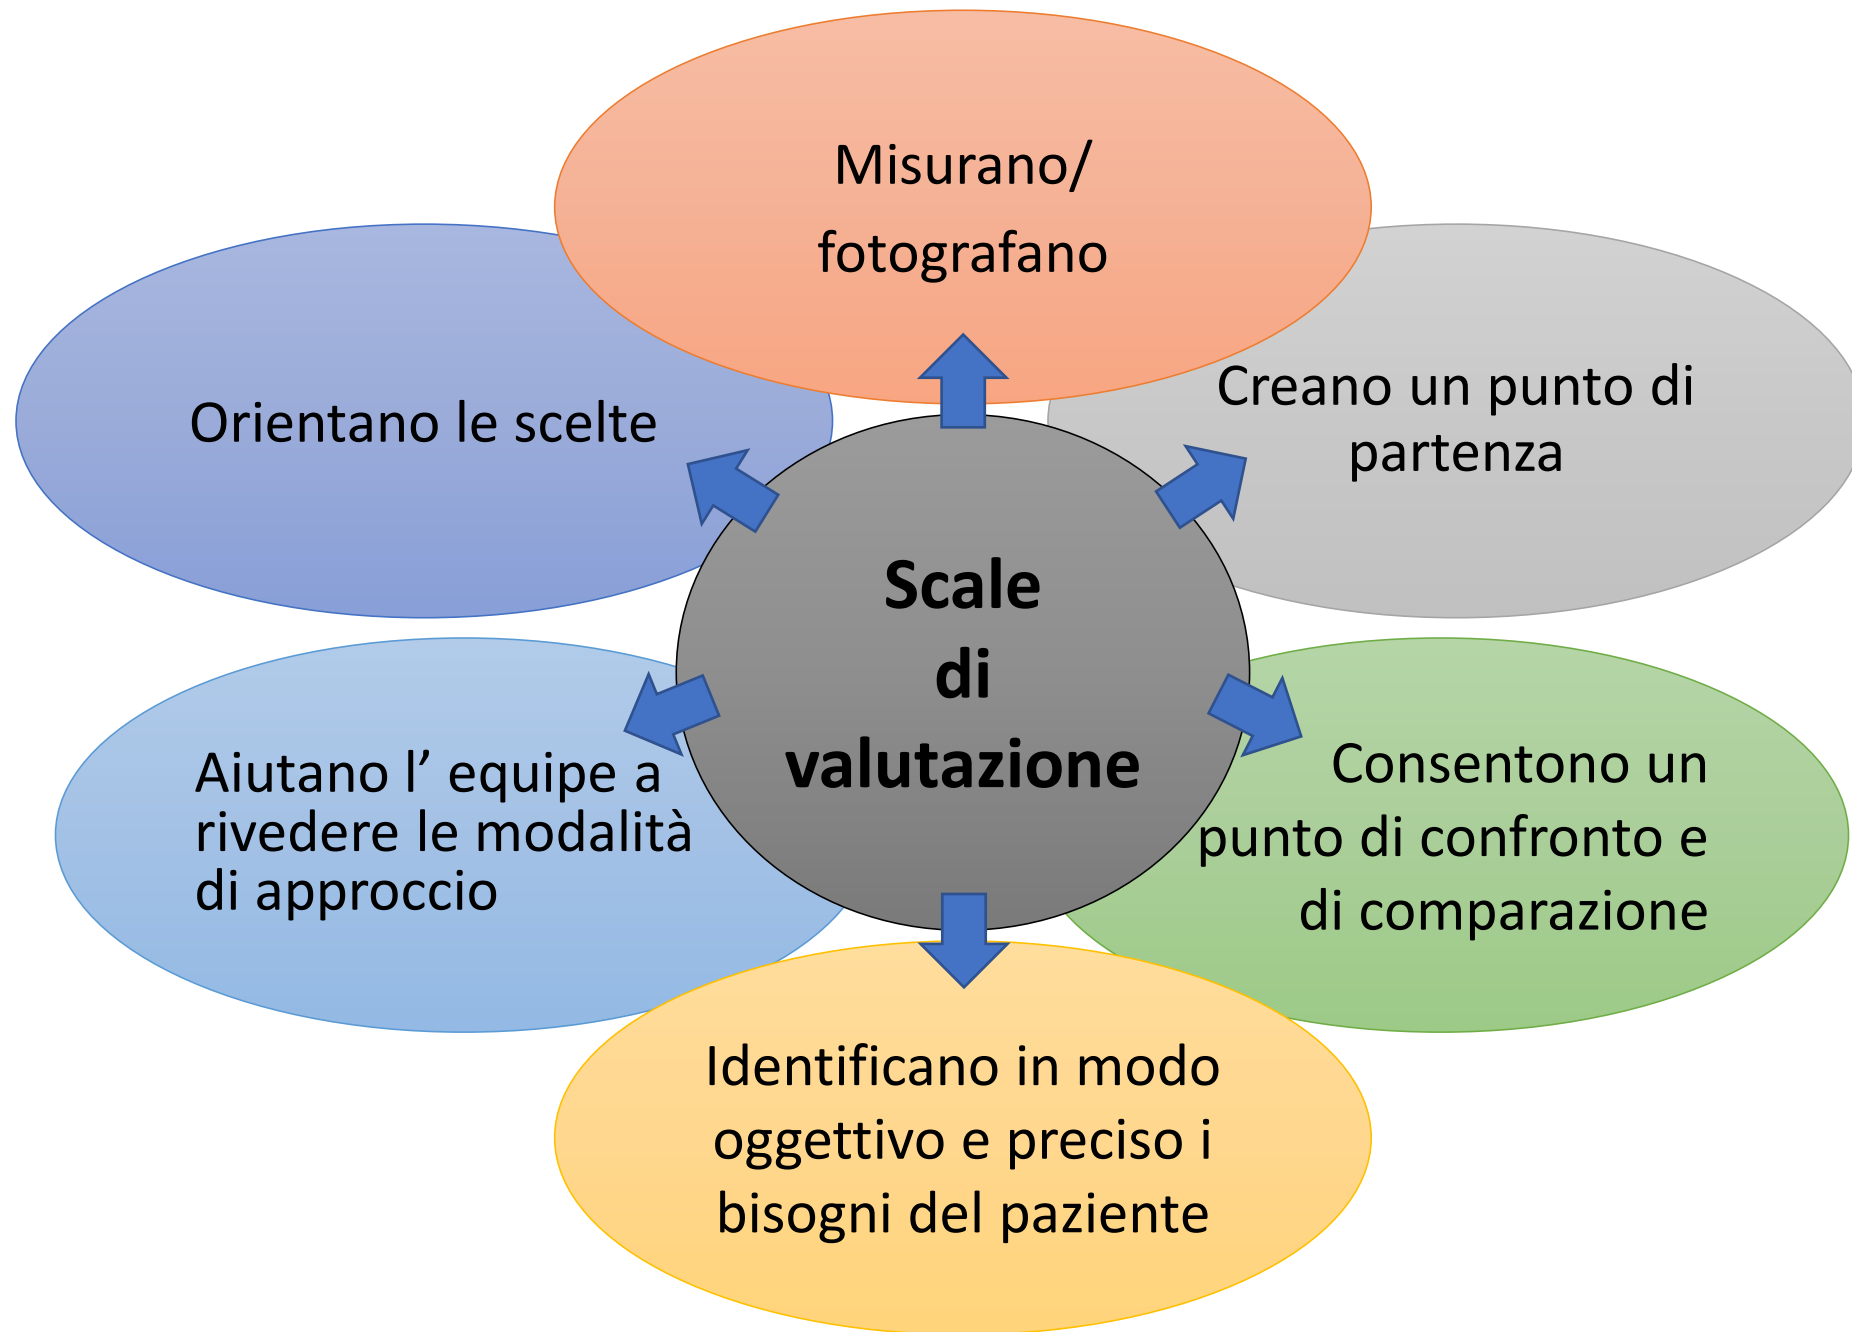 Misurano/
fotografano
Orientano le scelte
Creano un punto di
partenza
Scale
di
valutazione
Aiutano l’ equipe a
rivedere le modalità
di approccio
Consentono un
punto di confronto e
di comparazione
Identificano in modo
oggettivo e preciso i
bisogni del paziente